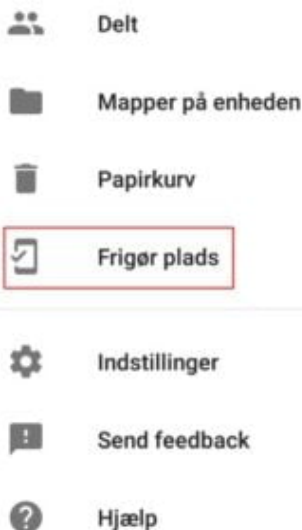 Delt
Mapper på enheden
Papirkurv
Frigør plads
Indstillinger
Send feedback
Hjælp